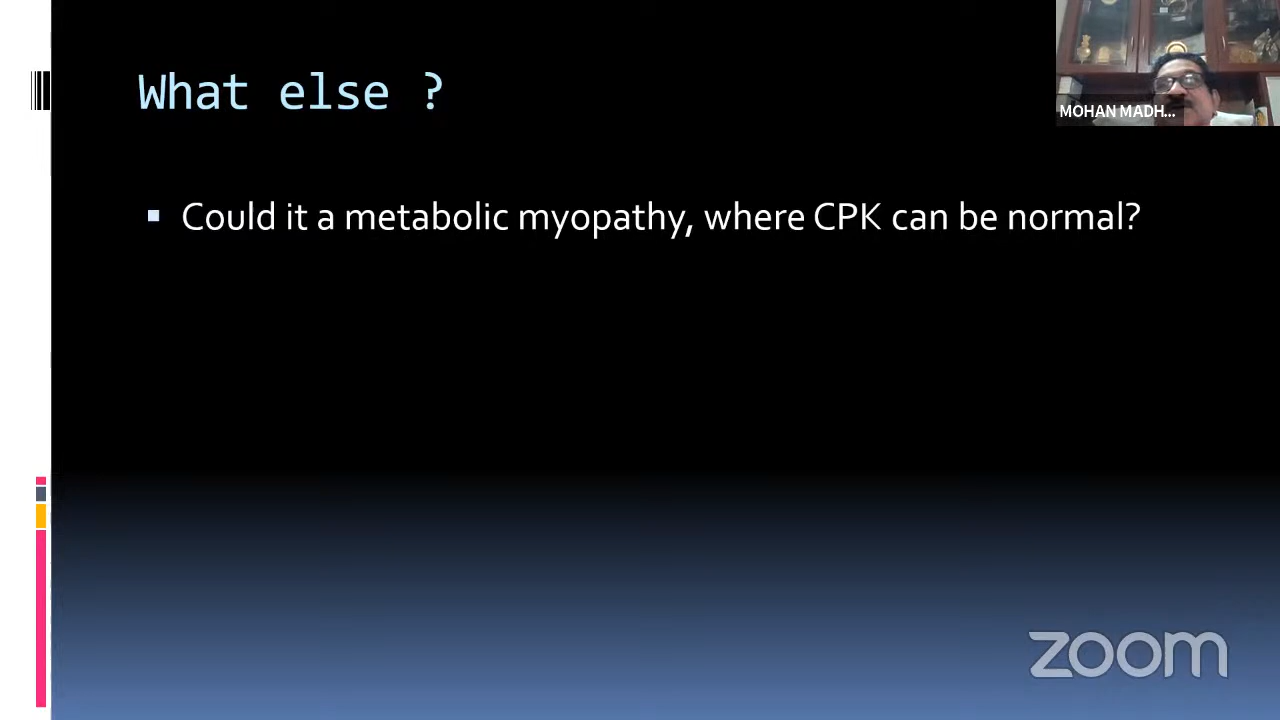 What else ?
MOHAN MADH...
Could it a metabolic myopathy, where CPK can be normal?
zoom